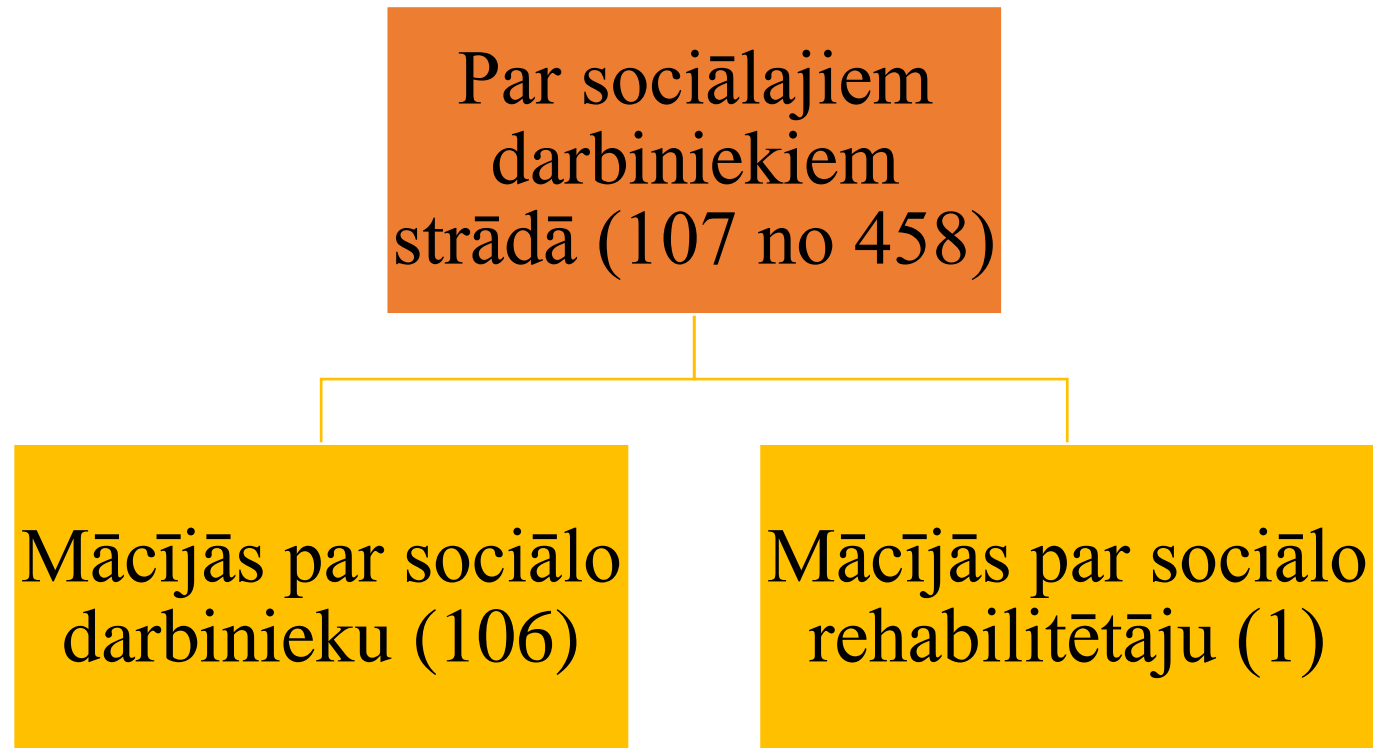 Par sociālajiem
darbiniekiem
strādā (107 no 458)
Mācījās par sociālo
darbinieku (106)
Mācījās par sociālo
rehabilitētāju (1)